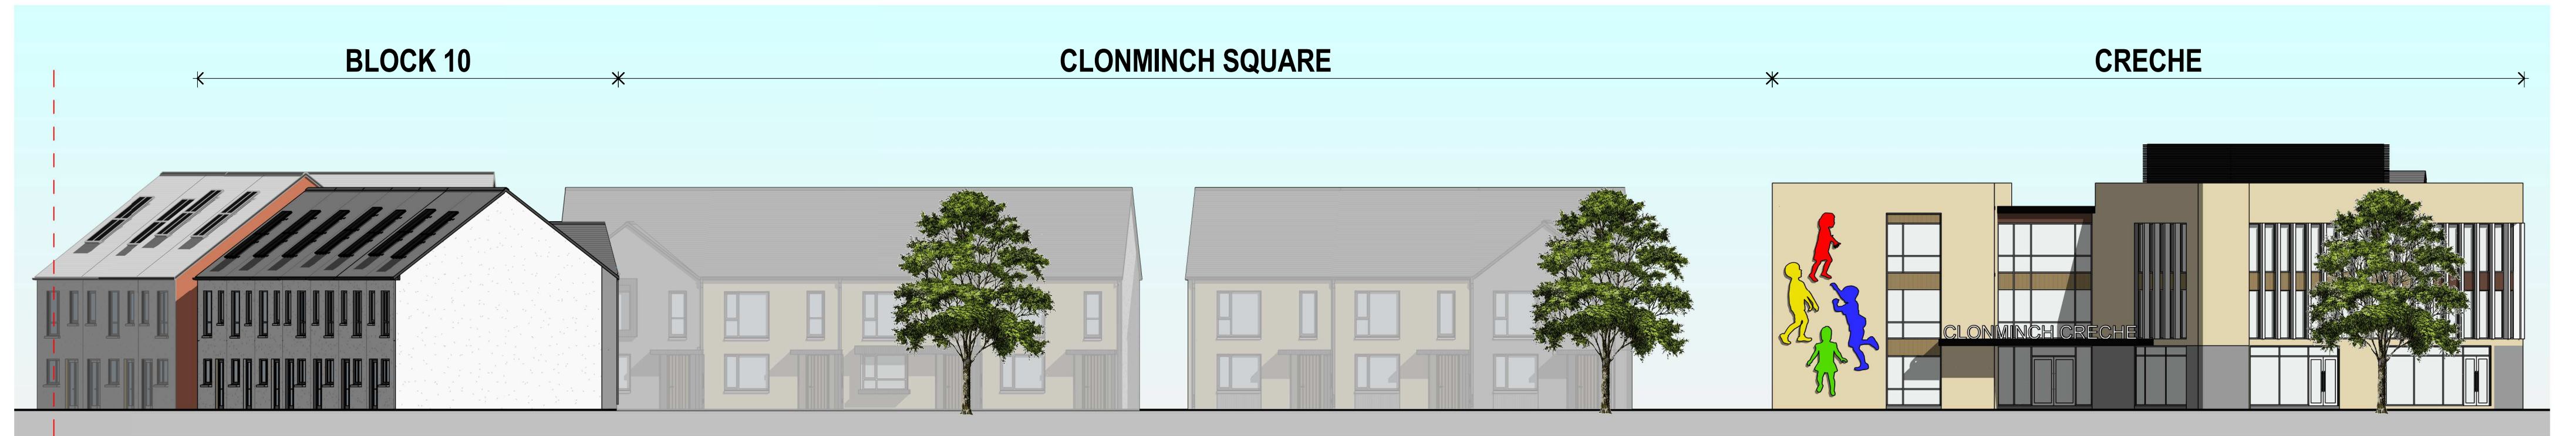 BLOCK 10
CLONMINCH SQUARE
CRECHE
CLONMINCH CRECHE